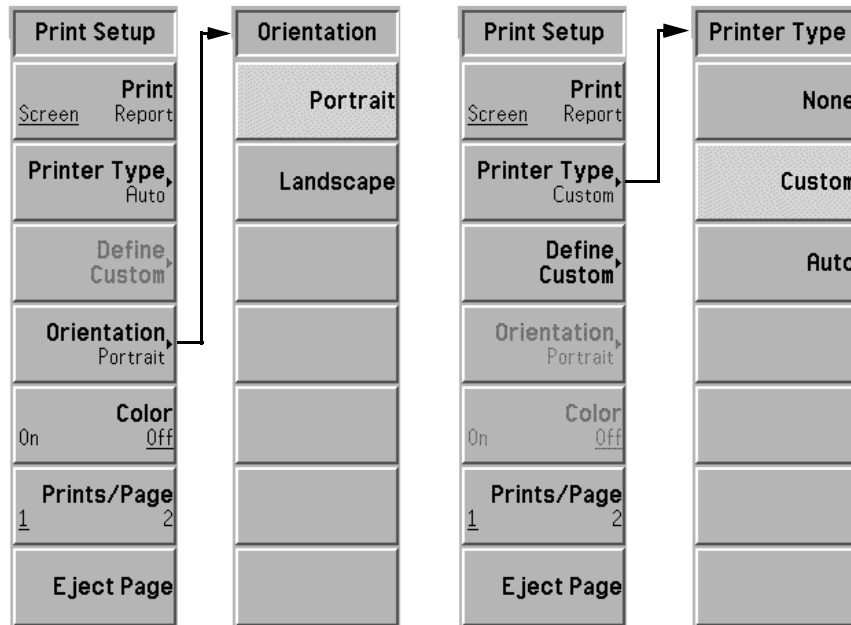 Print Setup
Print
Screen Report
Printer Type
Auto
Define
Custom
Orientation
Portrait
Color
On Off
Prints/Page
1 2
Eject Page
Orientation
Portrait
Landscape
Print Setup
Print
Screen Report
Printer Type
Custom
Define
Custom
Orientation
Portrait
Color
On Off
Prints/Page
1 2
Eject Page
Printer Type
None
Custom
Auto